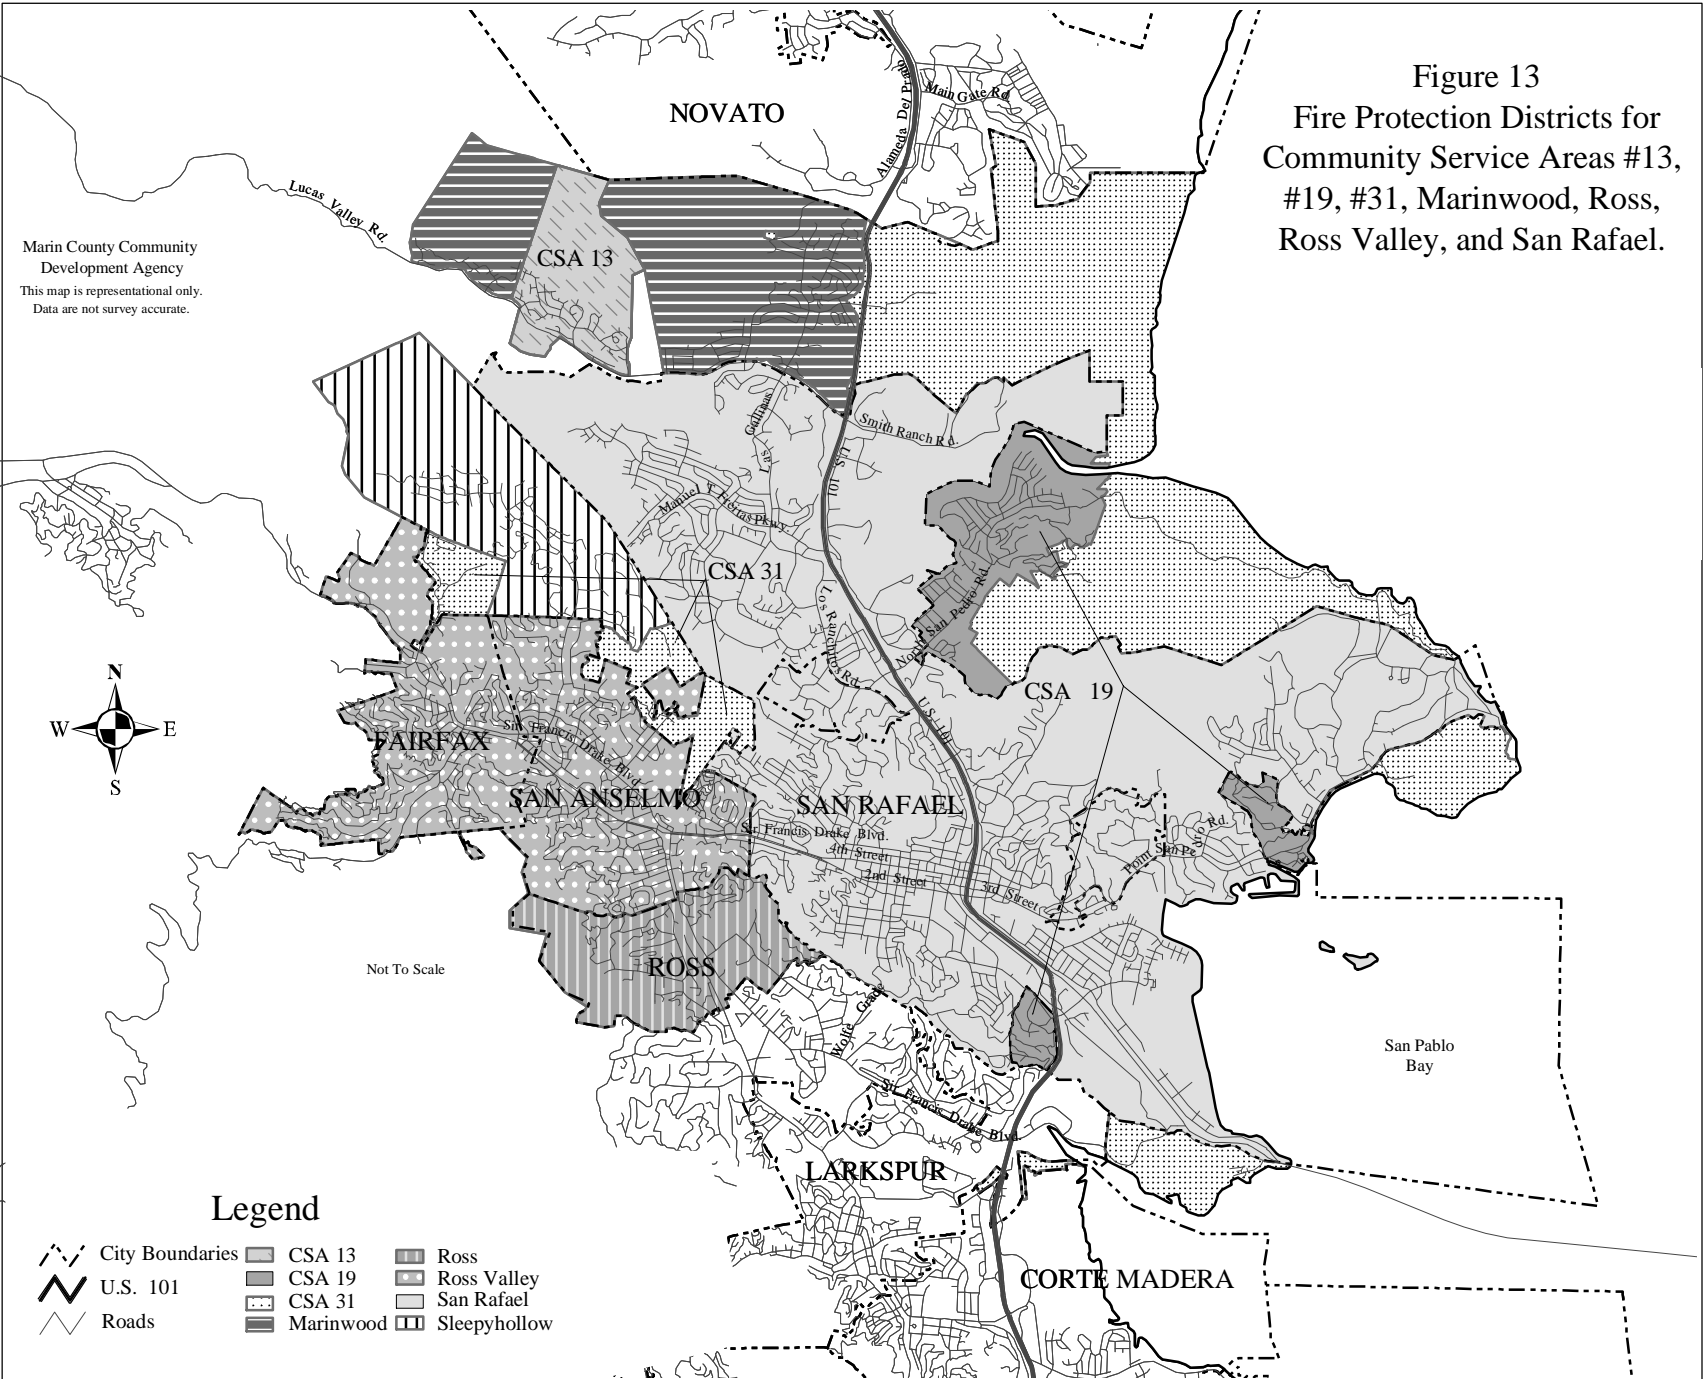 Figure 13
Fire Protection Districts for
Community Service Areas #13,
#19, #31, Marinwood, Ross,
Ross Valley, and San Rafael.
NOVATO
Main Gate Rd
Alameda Del Prado
Lucas Valley Rd.
Marin County Community
Development Agency
This map is representational only.
Data are not survey accurate.
CSA 13
Las Gallinas
Smith Ranch Rd.
U.S. 101
Manuel T Freitas Pkwy.
CSA 31
Los Ranchitos Rd.
North San Pedro Rd
CSA 19
U.S. 101
N
W E
S
FAIRFAX
Sir Francis Drake Blvd.
SAN ANSELMO
SAN RAFAEL
Sir Francis Drake Blvd.
4th Street
2nd Street
3rd Street
Point San Pedro Rd.
Not To Scale
ROSS
Wolfe Grade
San Pablo
Bay
Sir Francis Drake Blvd.
LARKSPUR
CORTE MADERA
Legend
City Boundaries
U.S. 101
Roads
CSA 13
CSA 19
CSA 31
Marinwood
Ross
Ross Valley
San Rafael
Sleepyhollow